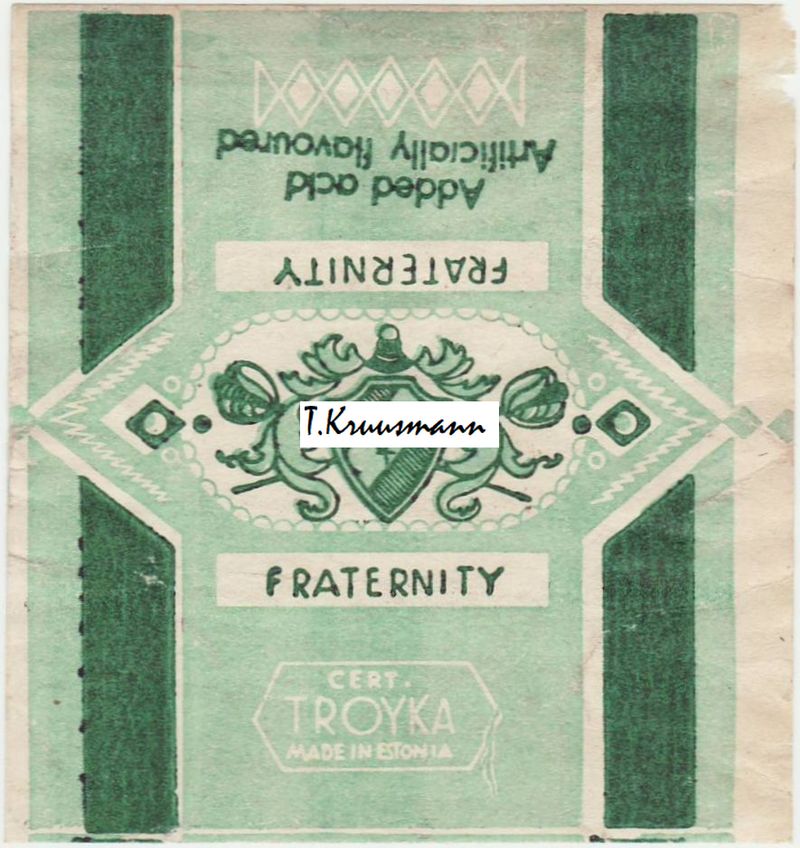 Added acid
Artificially flavoured
FRATERNITY
T.Kruusmann
FRATERNITY
CERT.
TROYKA
MADE IN ESTONIA